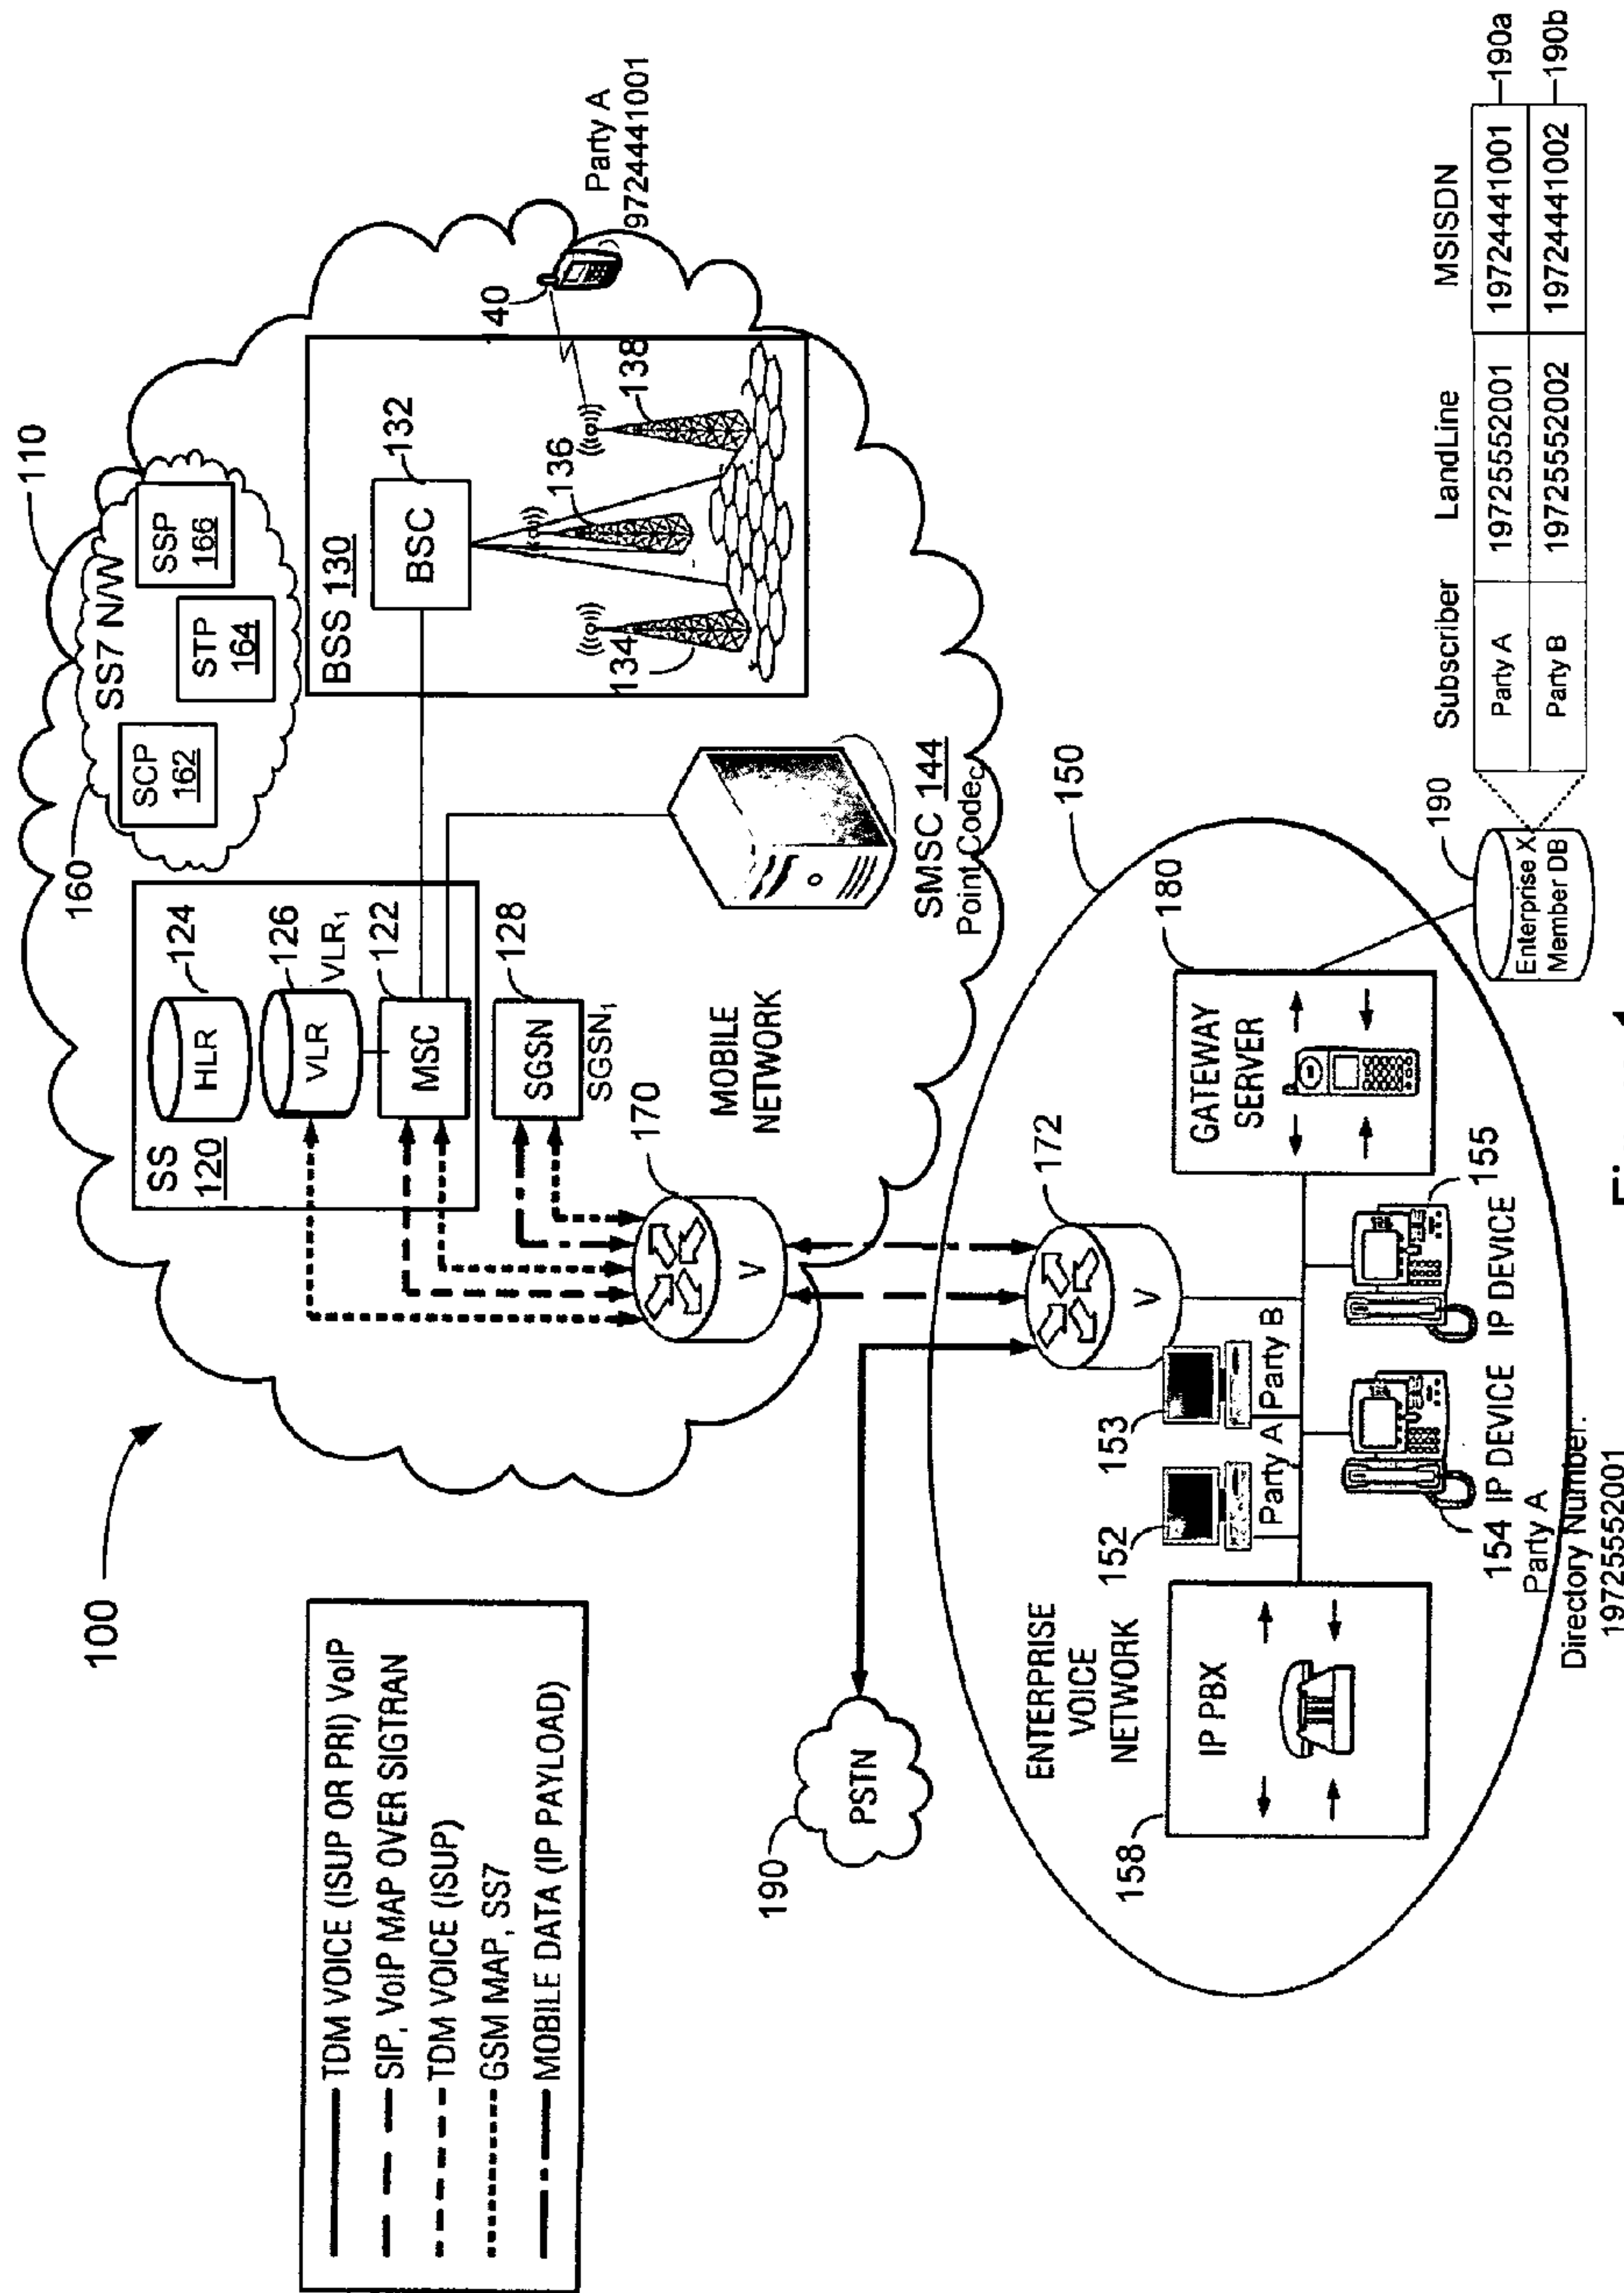 100
TDM VOICE (ISUP OR PRI) VoIP
SIP, VoIP MAP OVER SIGTRAN
TDM VOICE (ISUP)
GSM MAP, SS7
MOBILE DATA (IP PAYLOAD)
110
160
SS7 N/W
SCP
162
STP
164
SSP
166
SS
120
HLR
124
VLR
126
VLR1
MSC
122
SGSN
128
SGSN1
BSS 130
BSC
132
134
136
138
140
Party A
19724441001
SMSC 144
Point CodeC
MOBILE
NETWORK
170
V
190
PSTN
150
172
V
ENTERPRISE
VOICE
NETWORK
152
Party A
153
Party B
158
IP PBX
154 IP DEVICE
Party A
Directory Number:
19725552001
IP DEVICE
155
180
GATEWAY
SERVER
190
Enterprise X
Member DB
Subscriber LandLine MSISDN
Party A 19725552001 19724441001 190a
Party B 19725552002 19724441002 190b